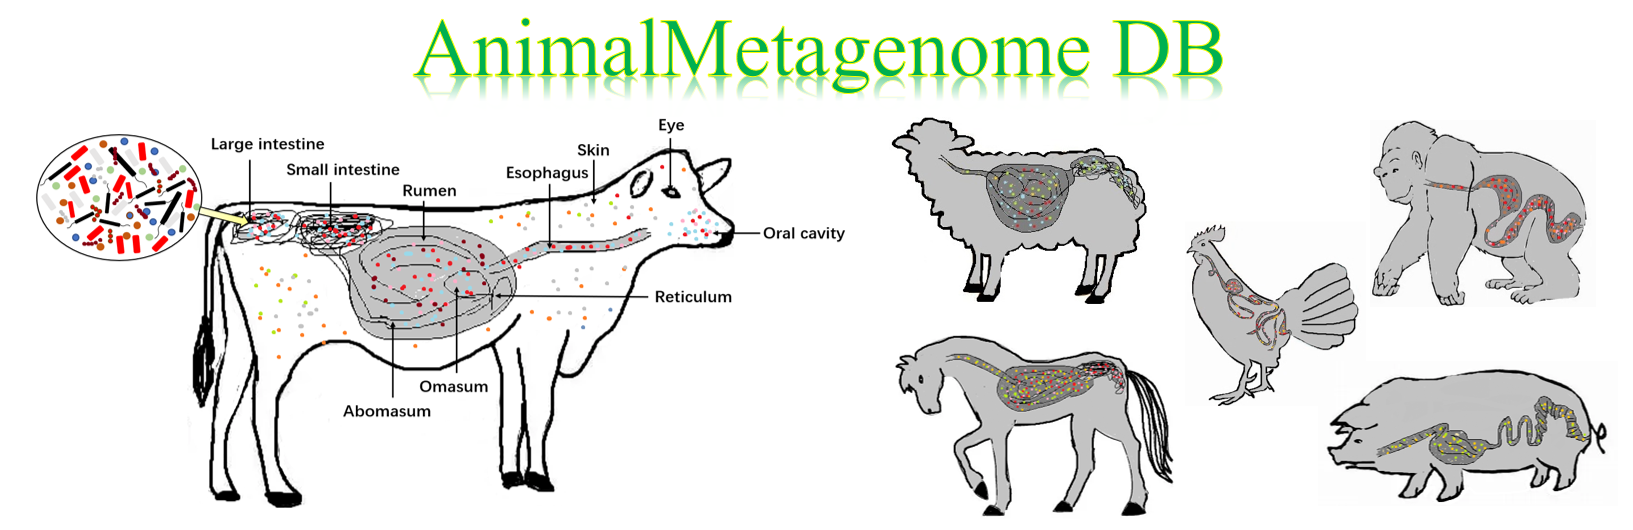 AnimalMetagenome DB
Eye
Large intestine
Skin
Small intestine
Esophagus
Rumen
Oral cavity
Reticulum
Omasum
Abomasum